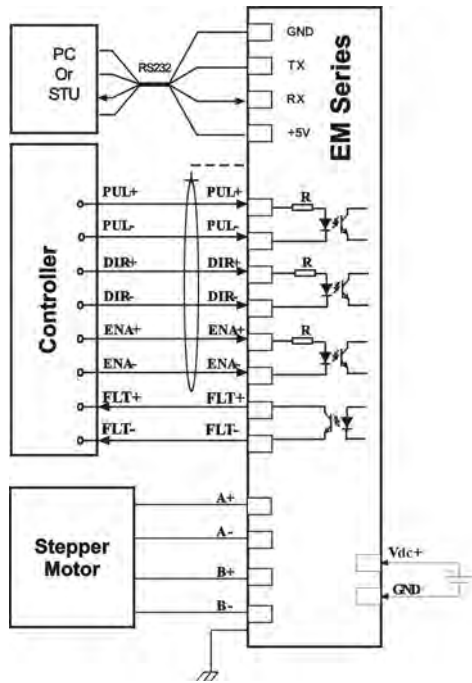 PC
Or
STU
RS232
GND
TX
RX
+5V
EM Series
Controller
PUL+ PUL+ R
PUL- PUL-
DIR+ DIR+ R
DIR- DIR-
ENA+ ENA+ R
ENA- ENA-
FLT+ FLT+
FLT- FLT-
Stepper
Motor
A+
A-
B+
B-
Vdc+
GND